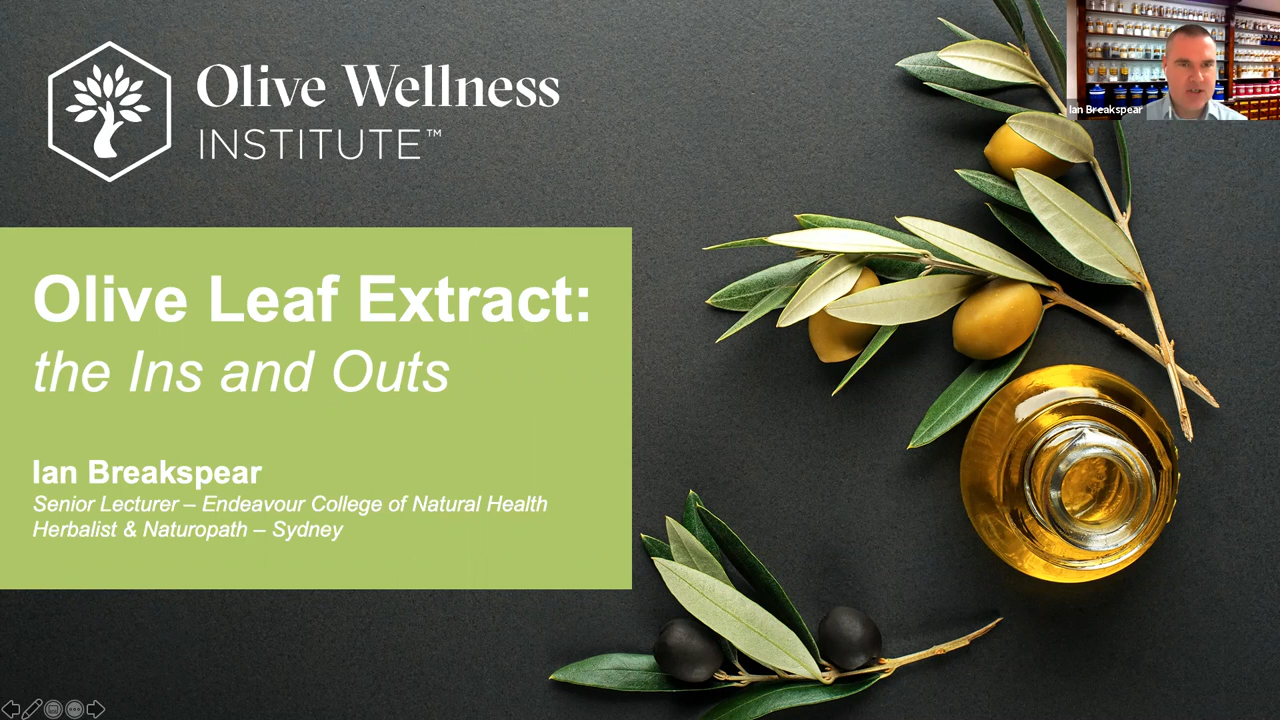 Olive Wellness
INSTITUTE™
Ian Breakspear
Olive Leaf Extract:
the Ins and Outs
Ian Breakspear
Senior Lecturer – Endeavour College of Natural Health
Herbalist & Naturopath – Sydney